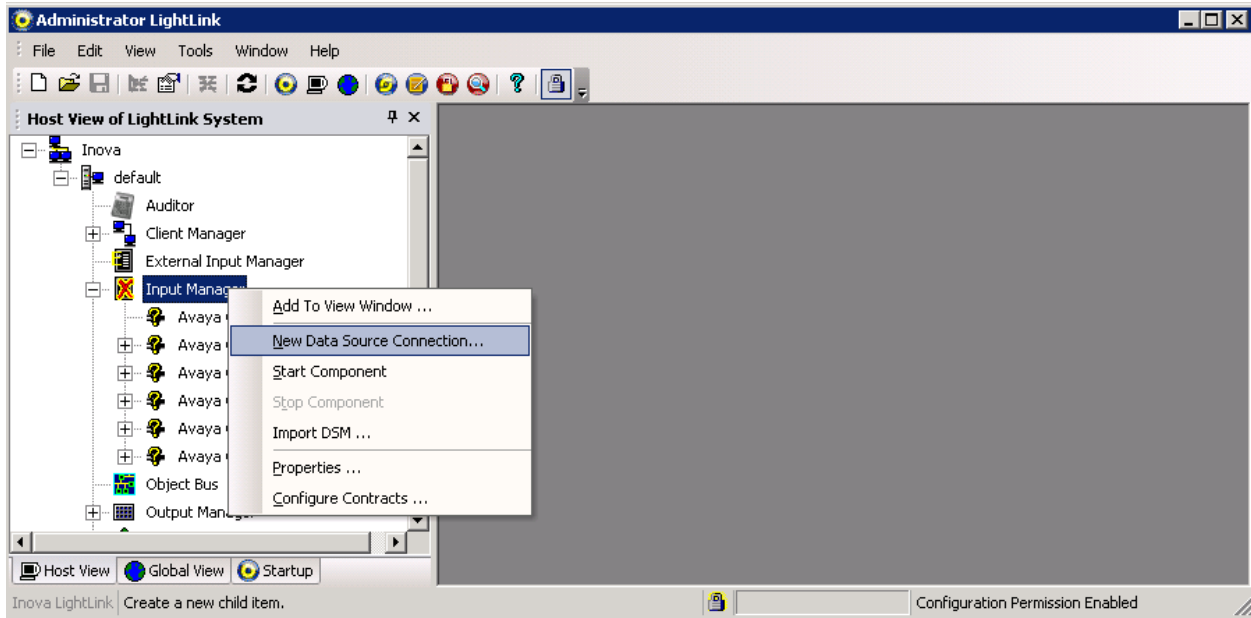 Administrator LightLink
File Edit View Tools Window Help
Host View of LightLink System
Inova
default
Auditor
Client Manager
External Input Manager
Input Manager
Avaya
Avaya
Avaya
Avaya
Avaya
Avaya
Object Bus
Output Manager
Add To View Window ...
New Data Source Connection...
Start Component
Stop Component
Import DSM ...
Properties ...
Configure Contracts ...
Host View Global View Startup
Inova LightLink Create a new child item. Configuration Permission Enabled